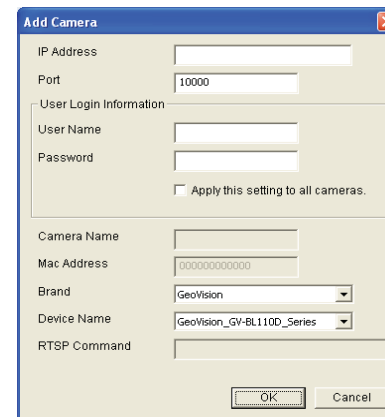 Add Camera
IP Address
Port 10000
User Login Information
User Name
Password
Apply this setting to all cameras.
Camera Name
Mac Address 000000000000
Brand GeoVision
Device Name GeoVision_GV-BL110D_Series
RTSP Command
OK Cancel